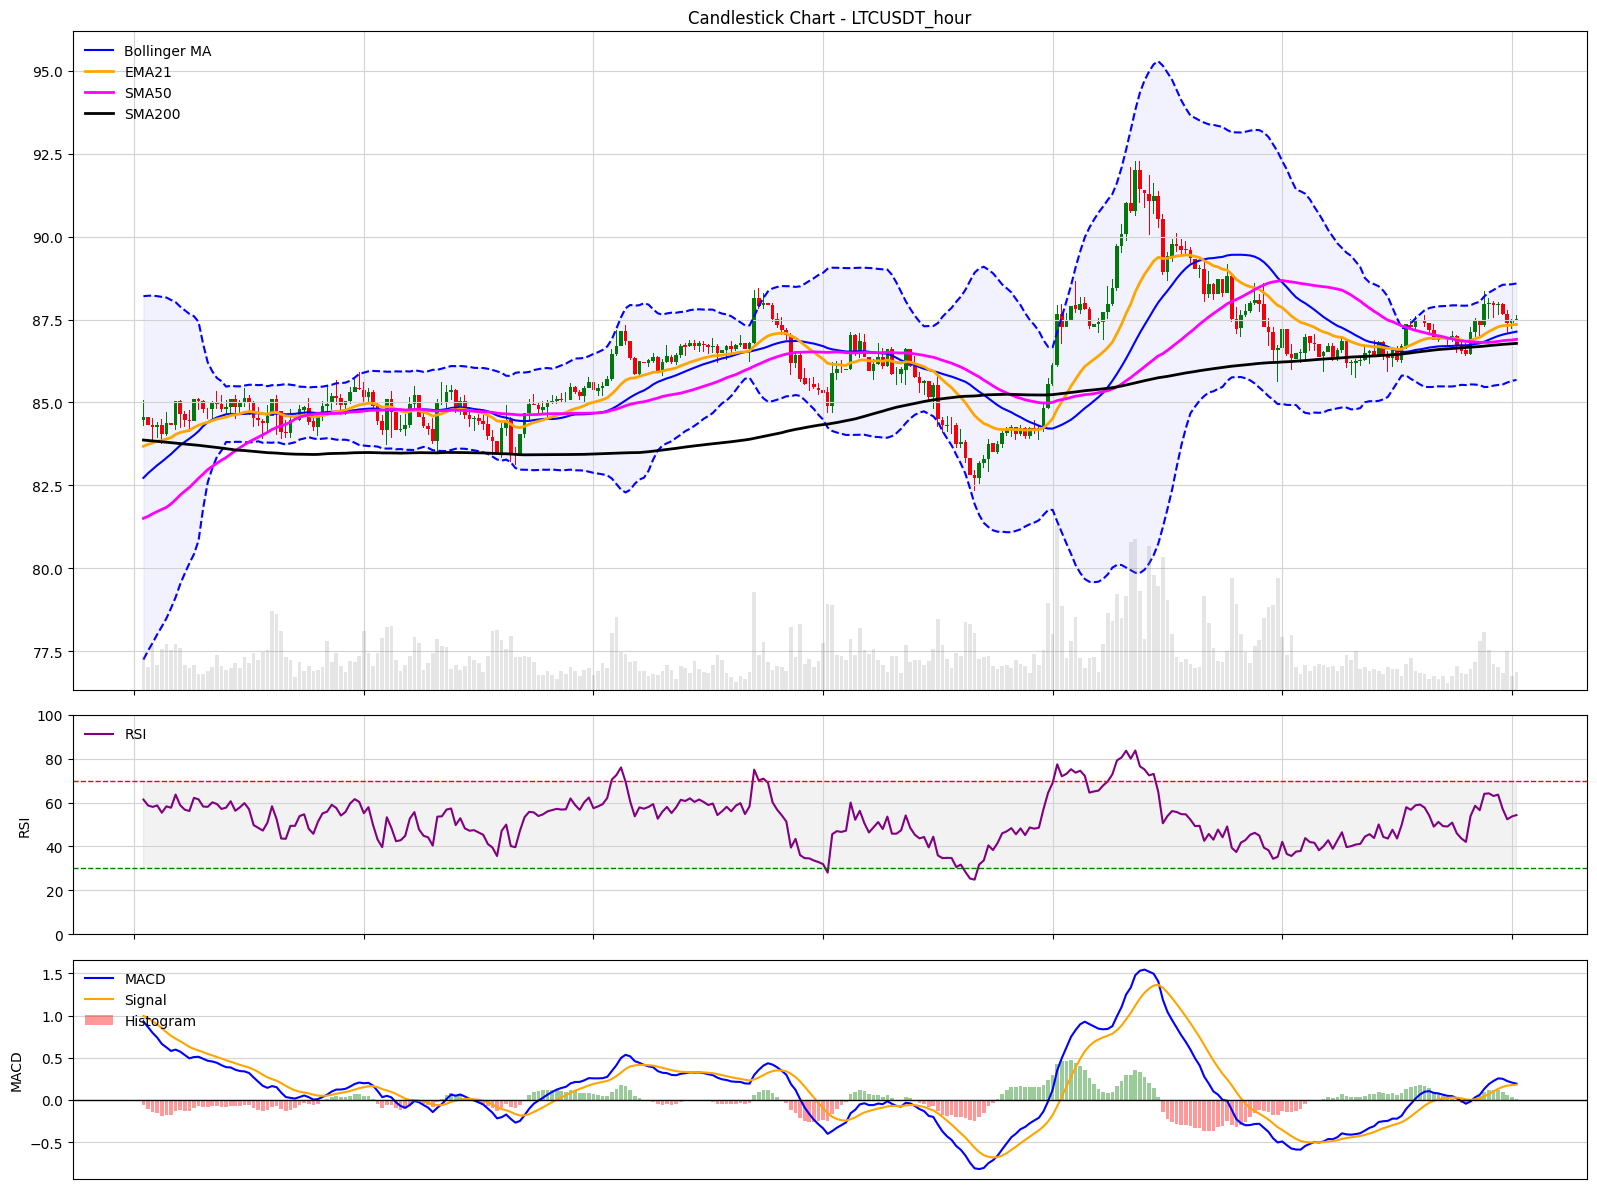 Candlestick Chart - LTCUSDT_hour
Bollinger MA
EMA21
SMA50
SMA200
95.0
92.5
90.0
87.5
85.0
82.5
80.0
77.5
RSI
100
80
60
40
20
0
RSI
MACD
Signal
Histogram
1.5
1.0
0.5
0.0
−0.5
MACD